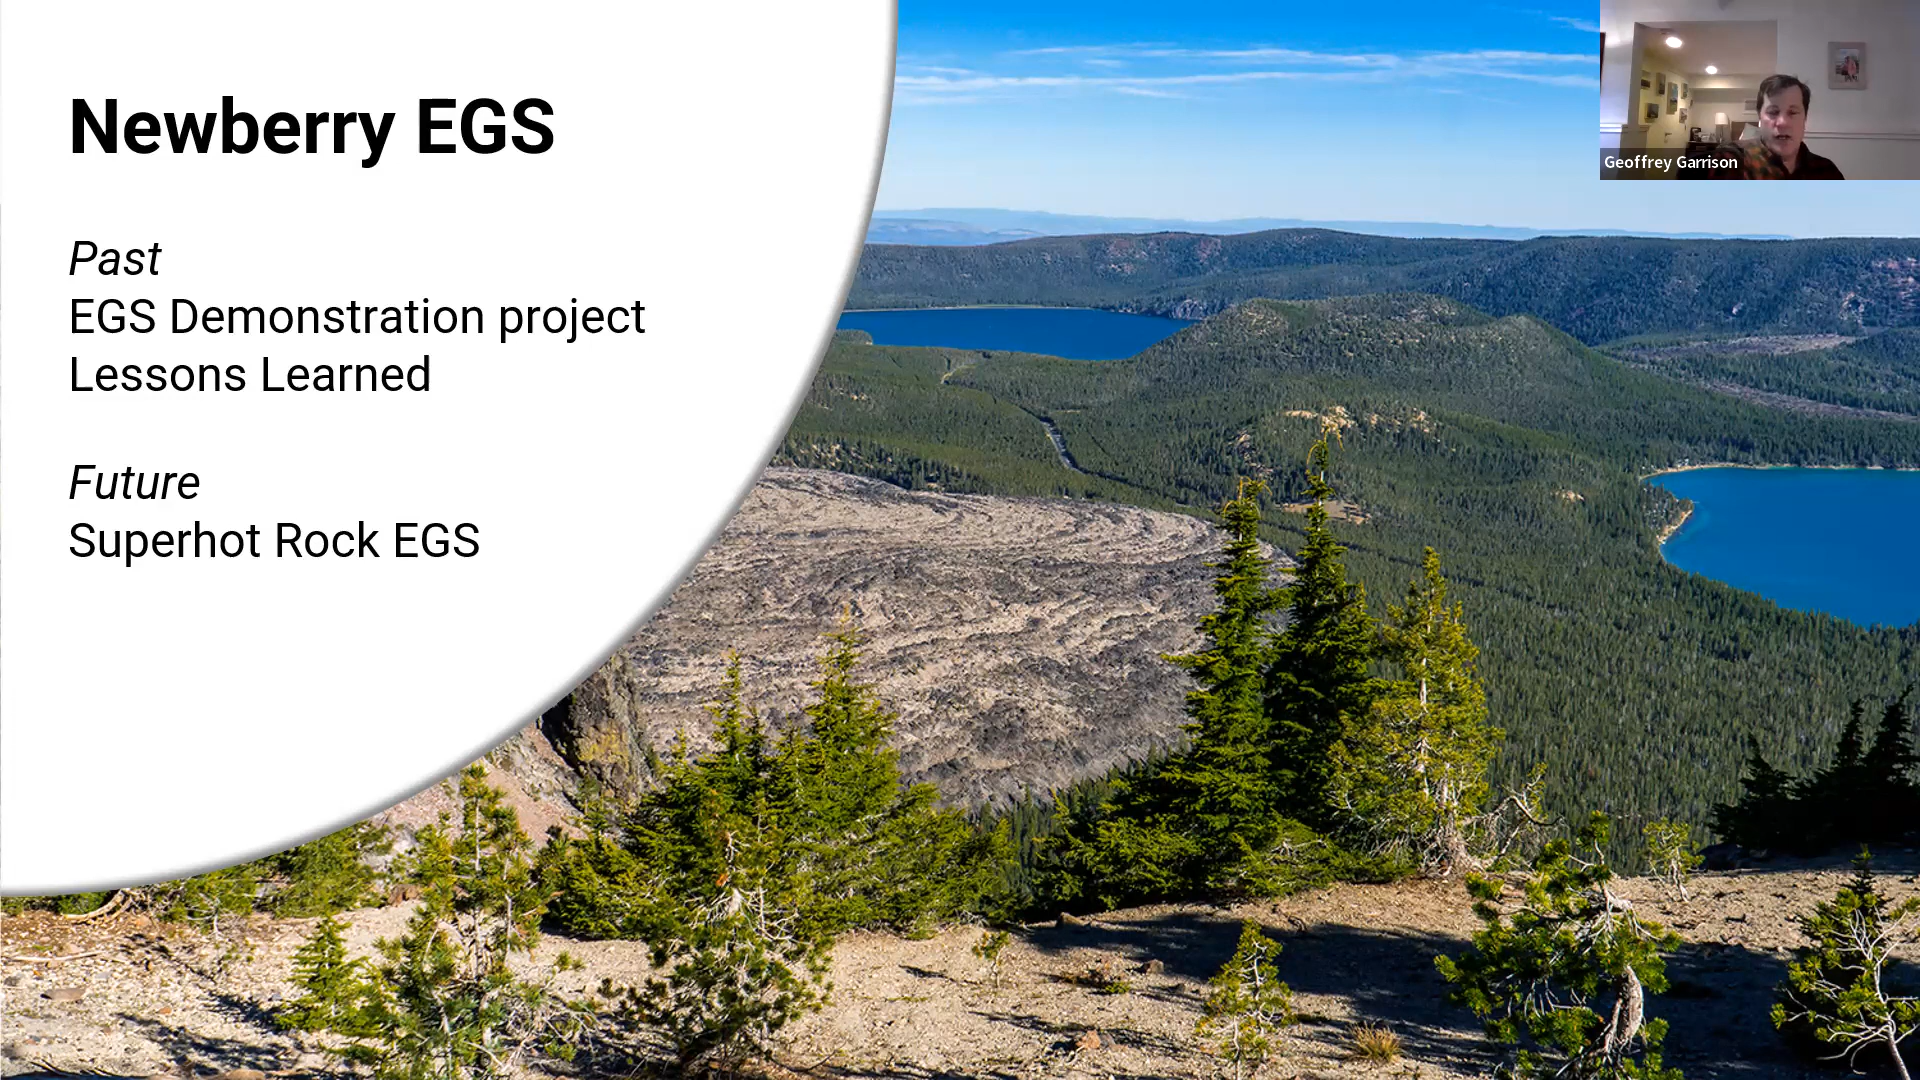 Newberry EGS
Past
EGS Demonstration project
Lessons Learned
Future
Superhot Rock EGS
Geoffrey Garrison